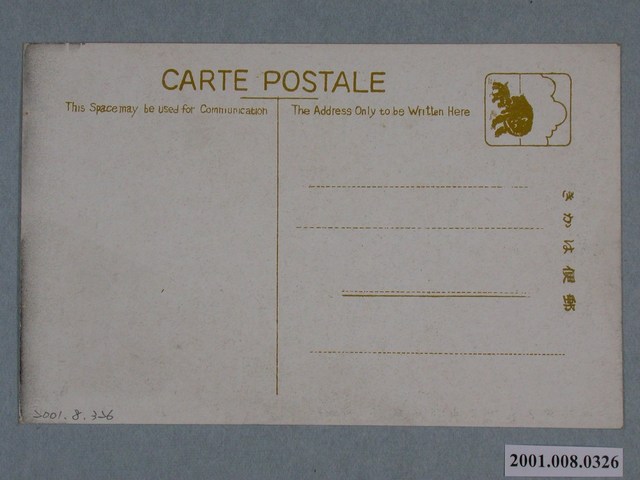 CARTE POSTALE
This Space may be used for Communication
The Address Only to be Written Here
きかは便郵
2001.8.326
2001.008.0326